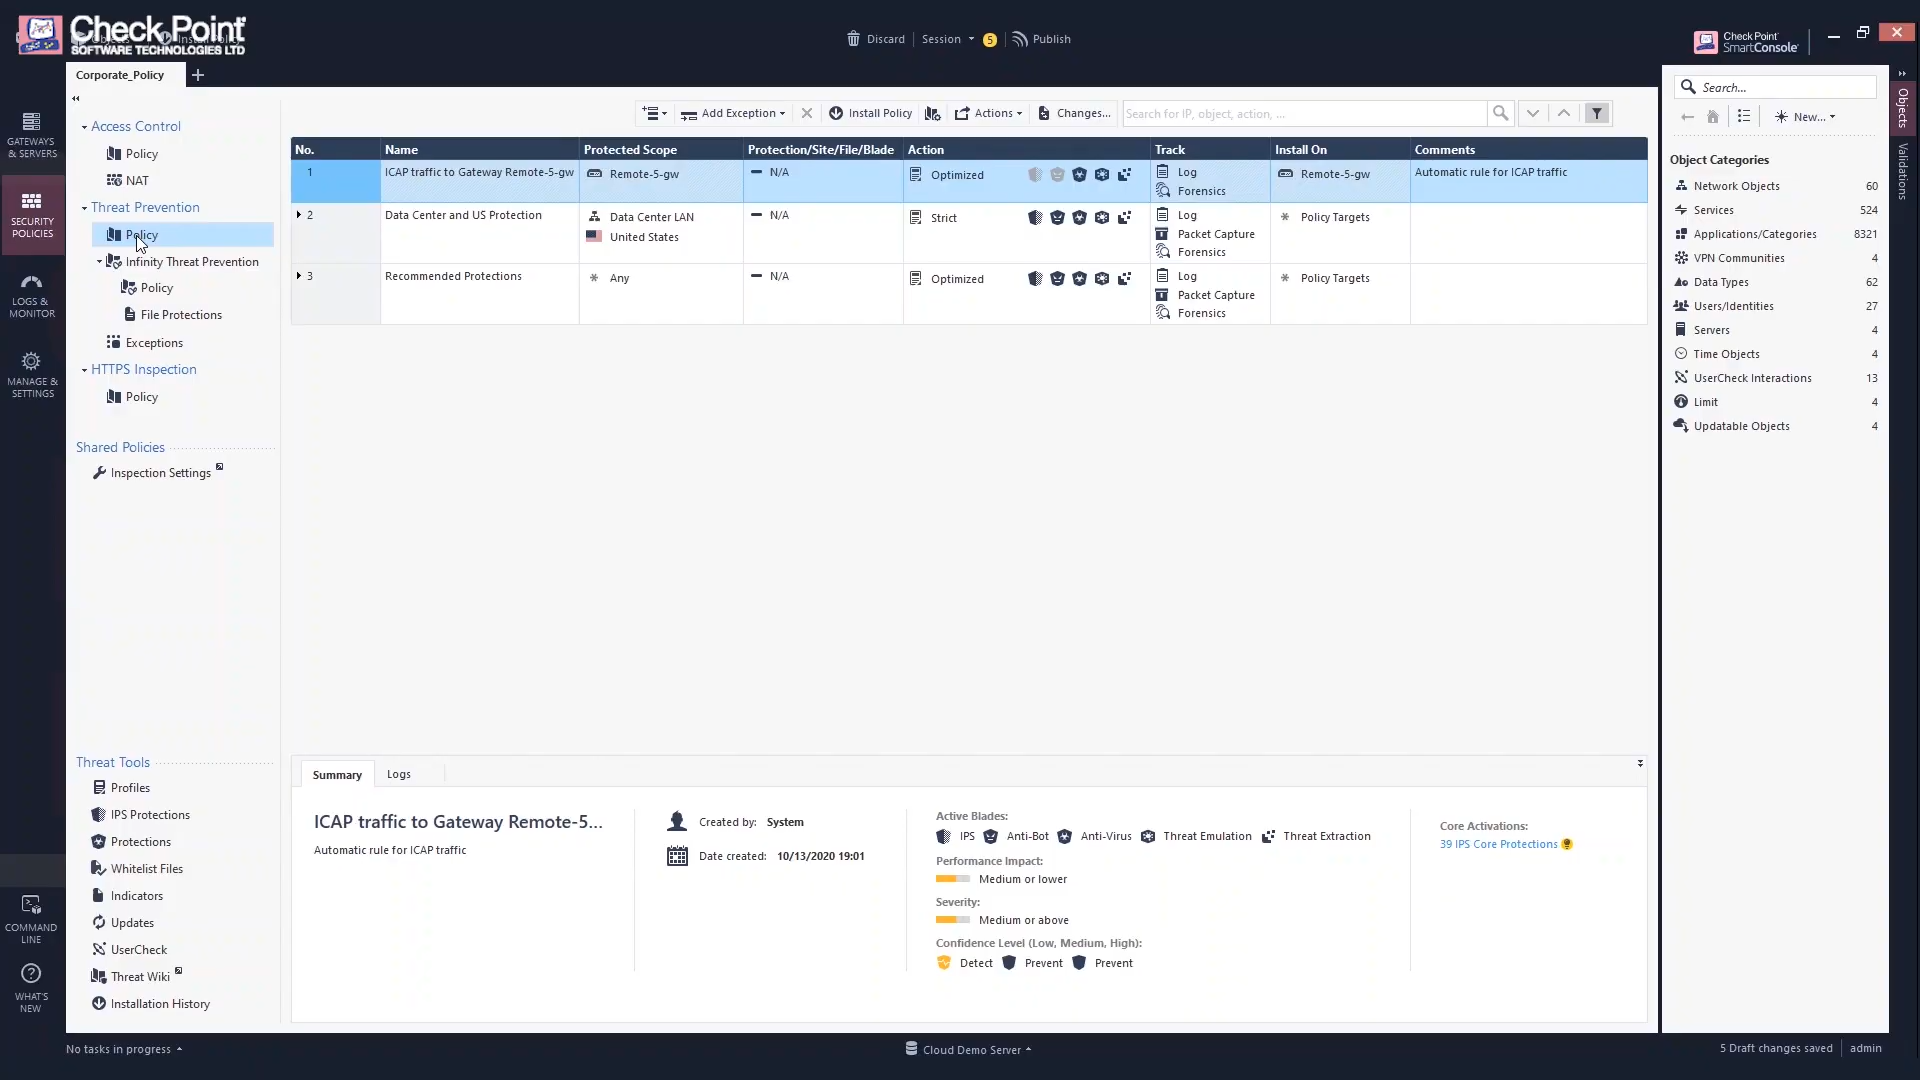 Check Point
SOFTWARE TECHNOLOGIES LTD
Discard
Session
5
Publish
Check Point
SmartConsole
Corporate_Policy
GATEWAYS
& SERVERS
SECURITY
POLICIES
LOGS &
MONITOR
MANAGE &
SETTINGS
COMMAND
LINE
WHAT'S
NEW
Access Control
Policy
NAT
Threat Prevention
Policy
Infinity Threat Prevention
Policy
File Protections
Exceptions
HTTPS Inspection
Policy
Shared Policies
Inspection Settings
Threat Tools
Profiles
IPS Protections
Protections
Whitelist Files
Indicators
Updates
UserCheck
Threat Wiki
Installation History
Add Exception
Install Policy
Actions
Changes...
Search for IP, object, action, ...
No. Name Protected Scope Protection/Site/File/Blade Action Track Install On Comments
1 ICAP traffic to Gateway Remote-5-gw Remote-5-gw N/A Optimized Log Remote-5-gw Automatic rule for ICAP traffic
Forensics
2 Data Center and US Protection Data Center LAN N/A Strict Log Policy Targets
United States Packet Capture
Forensics
3 Recommended Protections Any N/A Optimized Log Policy Targets
Packet Capture
Forensics
Summary
Logs
ICAP traffic to Gateway Remote-5...
Automatic rule for ICAP traffic
Created by: System
Date created: 10/13/2020 19:01
Active Blades:
IPS Anti-Bot Anti-Virus Threat Emulation Threat Extraction
Performance Impact:
Medium or lower
Severity:
Medium or above
Confidence Level (Low, Medium, High):
Detect Prevent Prevent
Core Activations:
39 IPS Core Protections
Search...
New...
Objects
Validations
Object Categories
Network Objects 60
Services 524
Applications/Categories 8321
VPN Communities 4
Data Types 62
Users/Identities 27
Servers 4
Time Objects 4
UserCheck Interactions 13
Limit 4
Updatable Objects 4
No tasks in progress
Cloud Demo Server
5 Draft changes saved
admin